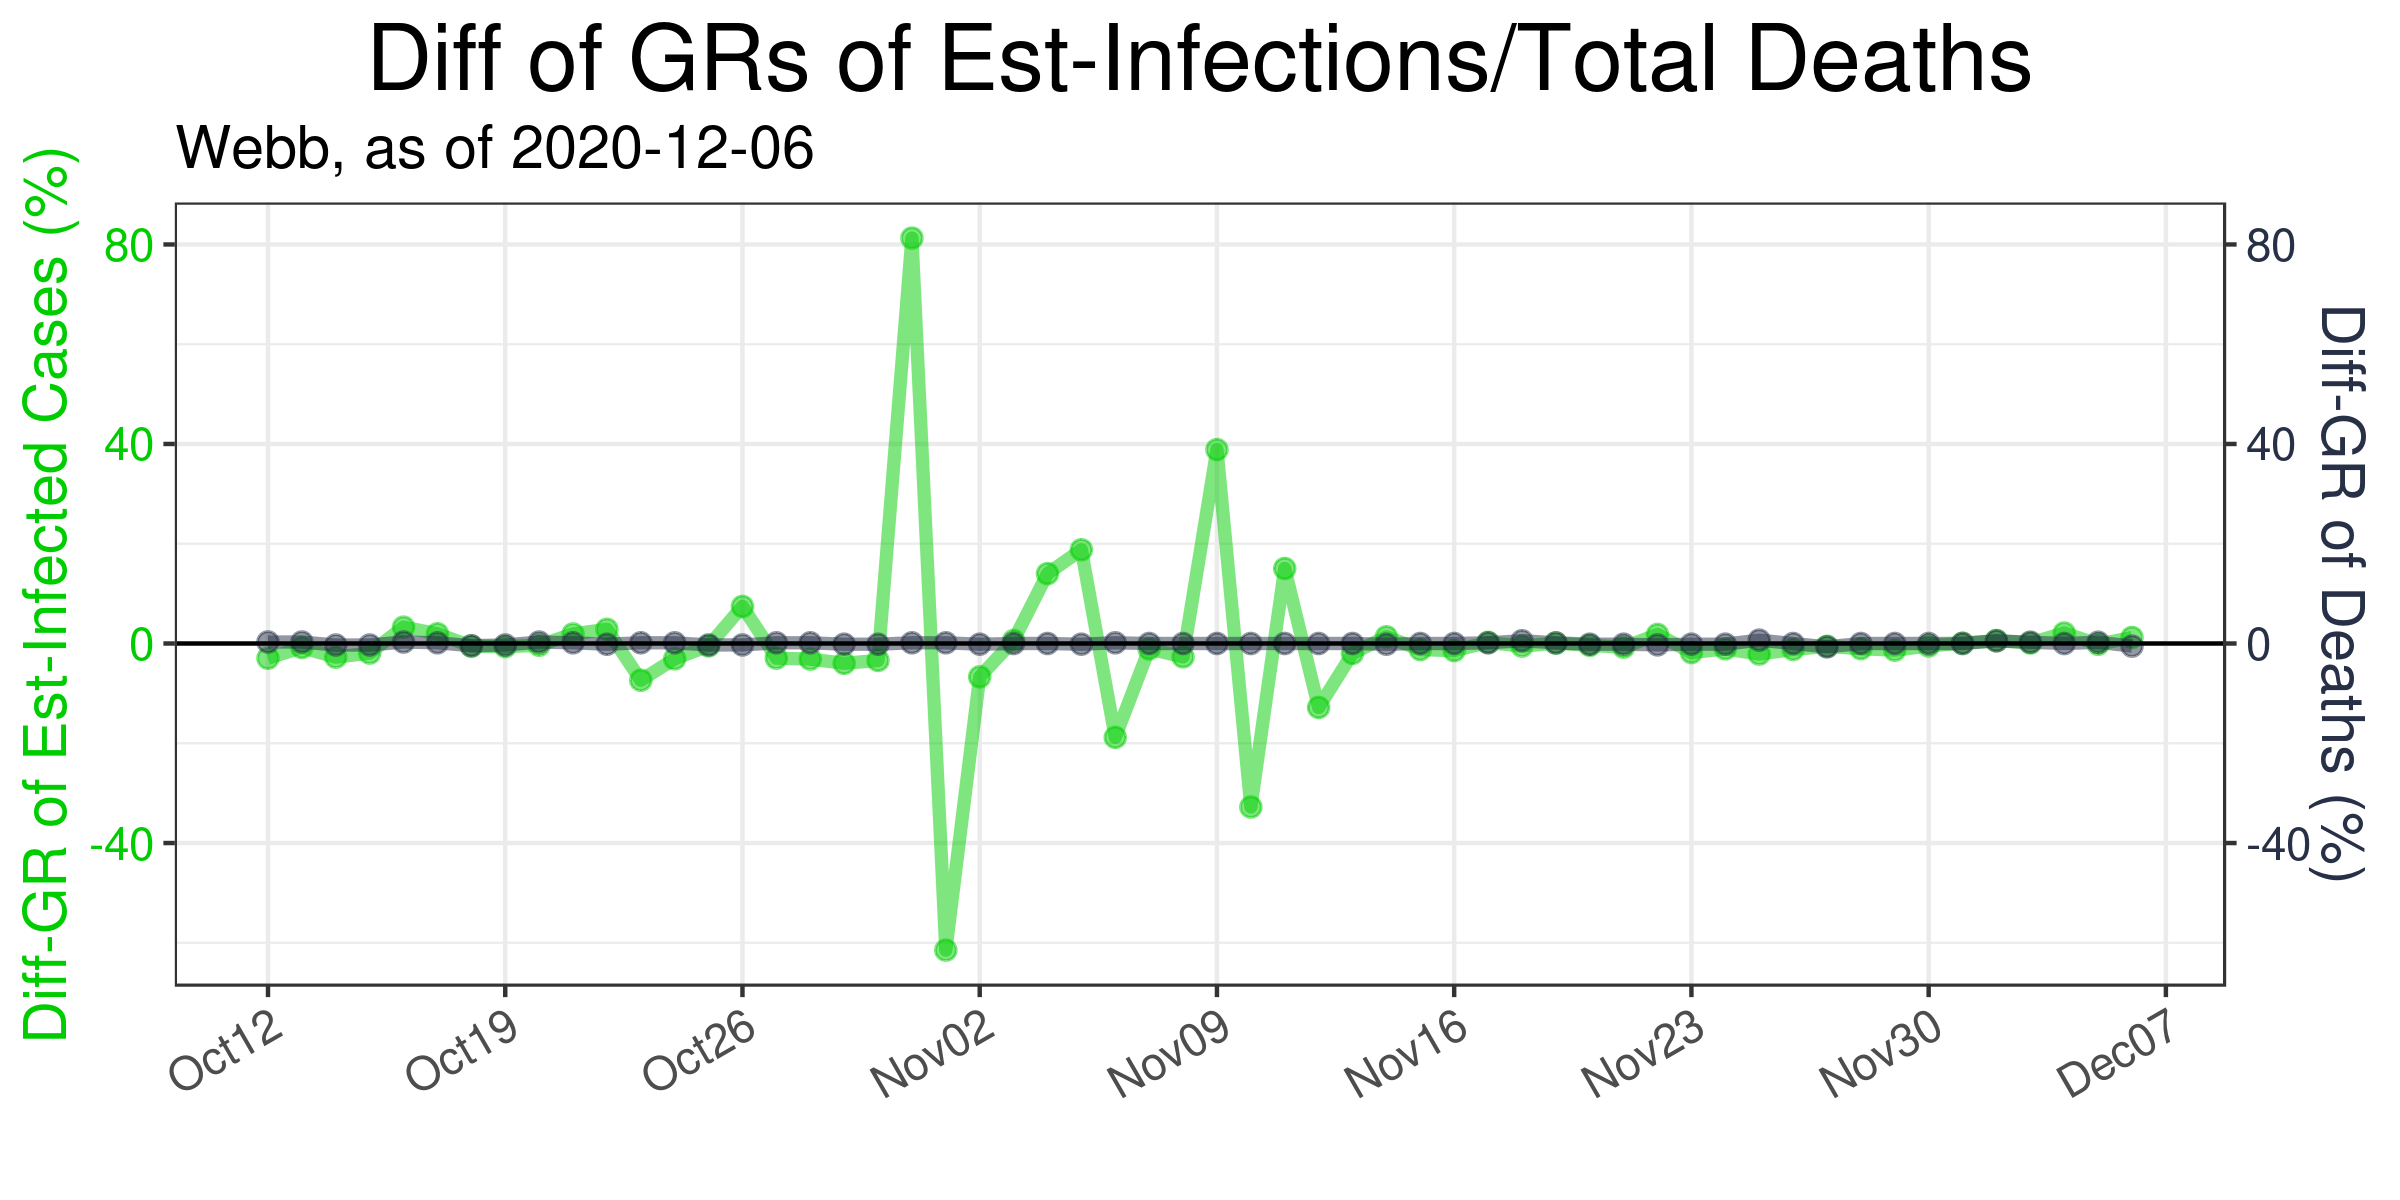 Diff of GRs of Est-Infections/Total Deaths
Webb, as of 2020-12-06
Diff-GR of Est-Infected Cases (%)
80
40
0
-40
80
40
0
-40
Diff-GR of Deaths (%)
Oct12
Oct19
Oct26
Nov02
Nov09
Nov16
Nov23
Nov30
Dec07